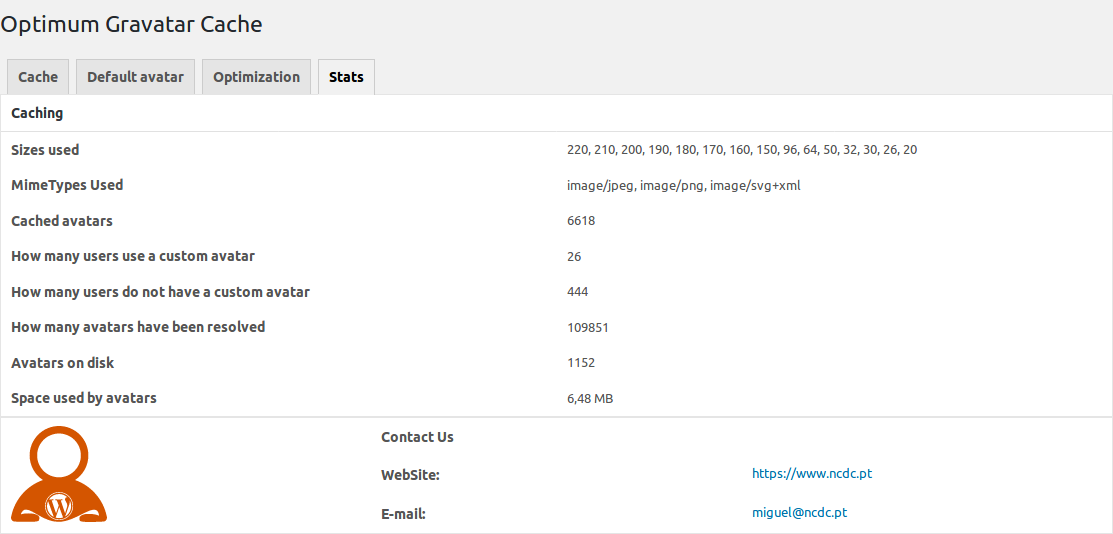 Optimum Gravatar Cache
Cache Default avatar Optimization Stats
Caching
Sizes used 220, 210, 200, 190, 180, 170, 160, 150, 96, 64, 50, 32, 30, 26, 20
MimeTypes Used image/jpeg, image/png, image/svg+xml
Cached avatars 6618
How many users use a custom avatar 26
How many users do not have a custom avatar 444
How many avatars have been resolved 109851
Avatars on disk 1152
Space used by avatars 6,48 MB
Contact Us
WebSite: https://www.ncdc.pt
E-mail: miguel@ncdc.pt